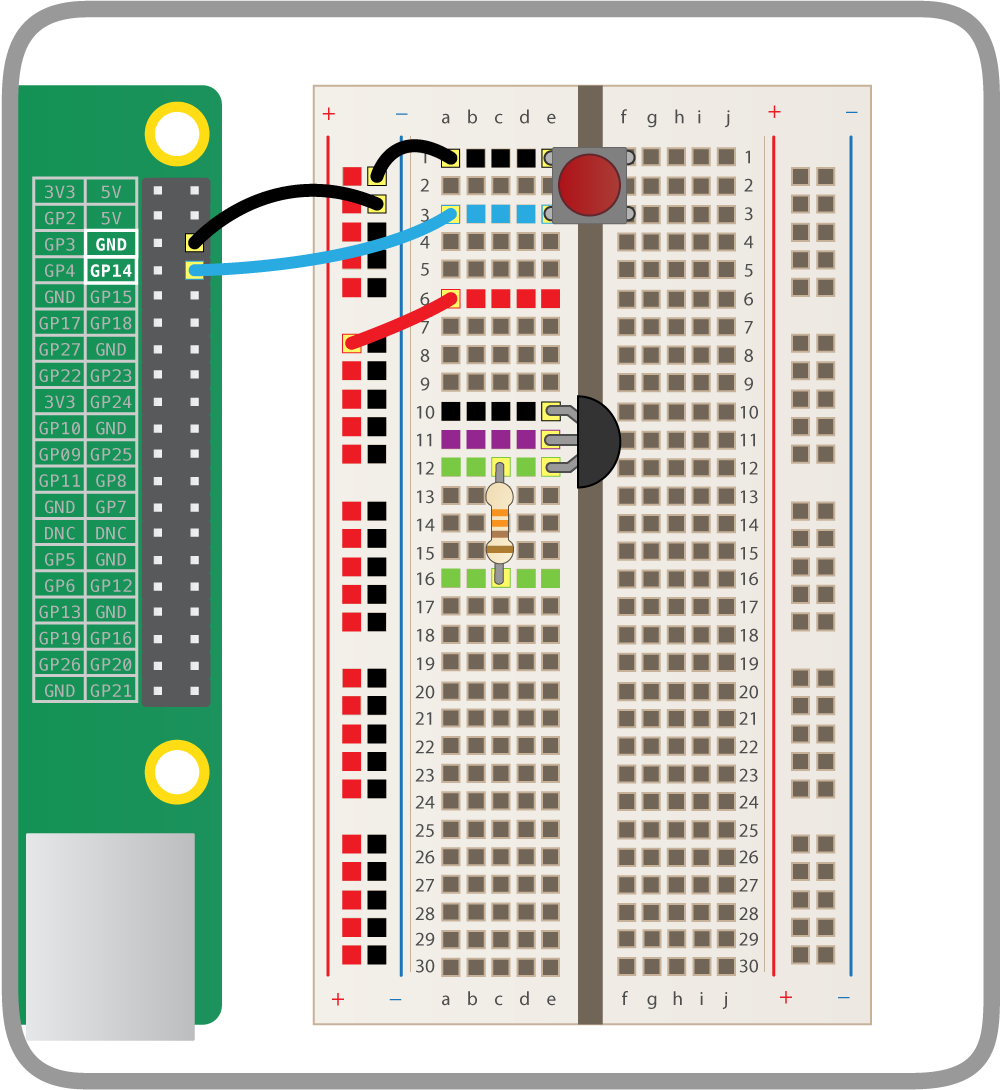 + − a b c d e f g h i j + −
1 1
2 2
3V3 5V
3 3
GP2 5V
GP3 GND
4 4
GP4 GP14
5 5
GND GP15
6 6
GP17 GP18
7 7
GP27 GND
8 8
GP22 GP23
9 9
3V3 GP24
10 10
GP10 GND
11 11
GP09 GP25
12 12
GP11 GP8
13 13
GND GP7
14 14
DNC DNC
15 15
GP5 GND
16 16
GP6 GP12
17 17
GP13 GND
18 18
GP19 GP16
19 19
GP26 GP20
20 20
GND GP21
21 21
22 22
23 23
24 24
25 25
26 26
27 27
28 28
29 29
30 30
+ − a b c d e f g h i j + −